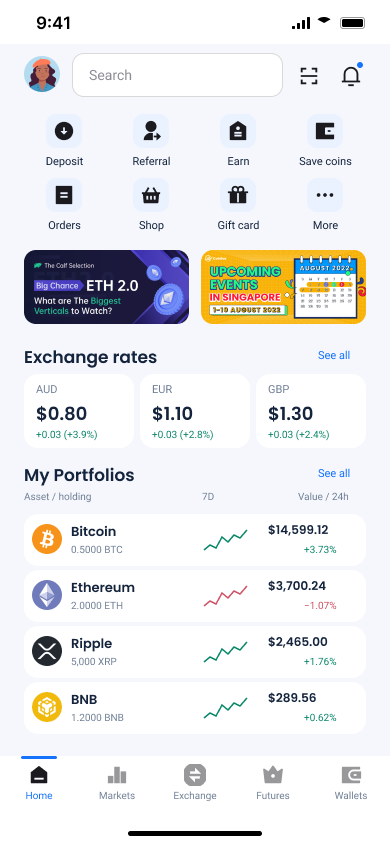 9:41
Search
Deposit
Referral
Earn
Save coins
Orders
Shop
Gift card
More
The Calf Selection
Big Chance ETH 2.0
What are The Biggest
Verticals to Watch?
UPCOMING
EVENTS
IN SINGAPORE
1-10 AUGUST 2022
AUGUST 2022
Exchange rates
See all
AUD
$0.80
+0.03 (+3.9%)
EUR
$1.10
+0.03 (+2.8%)
GBP
$1.30
+0.03 (+2.4%)
My Portfolios
See all
Asset / holding
7D
Value / 24h
Bitcoin
0.5000 BTC
$14,599.12
+3.73%
Ethereum
2.0000 ETH
$3,700.24
−1.07%
Ripple
5,000 XRP
$2,465.00
+1.76%
BNB
1.2000 BNB
$289.56
+0.62%
Home
Markets
Exchange
Futures
Wallets